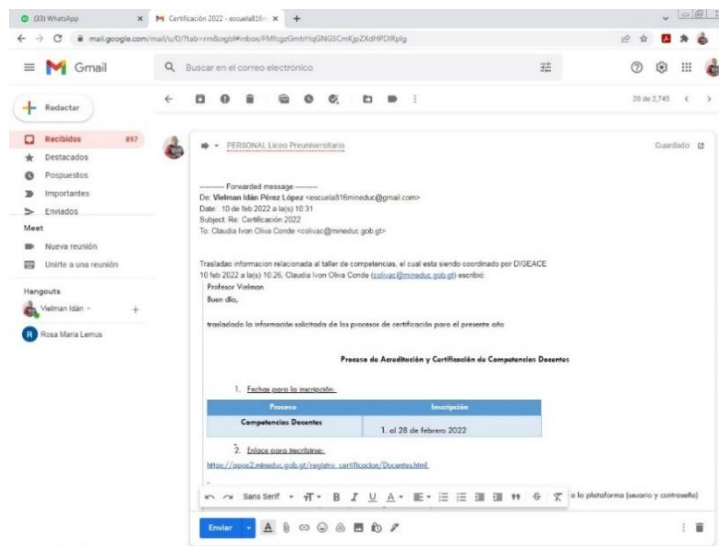 (33) WhatsApp
Certificación 2022 - escuela816m
mail.google.com/mail/u/0/?tab=rm&ogbl#inbox/
Gmail
Buscar en el correo electrónico
Redactar
20 de 2,745
Recibidos 897
Destacados
Pospuestos
Importantes
Enviados
Meet
Nueva reunión
Unirte a una reunión
Hangouts
Vielman Idán
R Rosa Maria Lemus
PERSONAL Liceo Preuniversitario
Guardado
---------- Forwarded message ----------
De: Vielman Idán Pérez López <escuela816mineduc@gmail.com>
Date: 10 de feb 2022 a la(s) 10:31
Subject: Re: Certificación 2022
To: Claudia Ivon Oliva Conde <colivac@mineduc.gob.gt>
Trasladao informacion relacionada al taller de competencias, el cual esta siendo coordinado por DIGEACE
10 feb 2022 a la(s) 10:26, Claudia Ivon Oliva Conde (colivac@mineduc.gob.gt) escribió:
Profesor Vielman
Buen día,
trasladado la información solicitada de los procesos de certificación para el presente año
Proceso de Acreditación y Certificación de Competencias Docentes
1. Fechas para la inscripción:
Proceso Inscripción
Competencias Docentes 1. al 28 de febrero 2022
2. Enlace para inscribirse:
https://apps2.mineduc.gob.gt/registro_certificacion/Docentes.html
Sans Serif
a la plataforma (usuario y contraseña)
Enviar